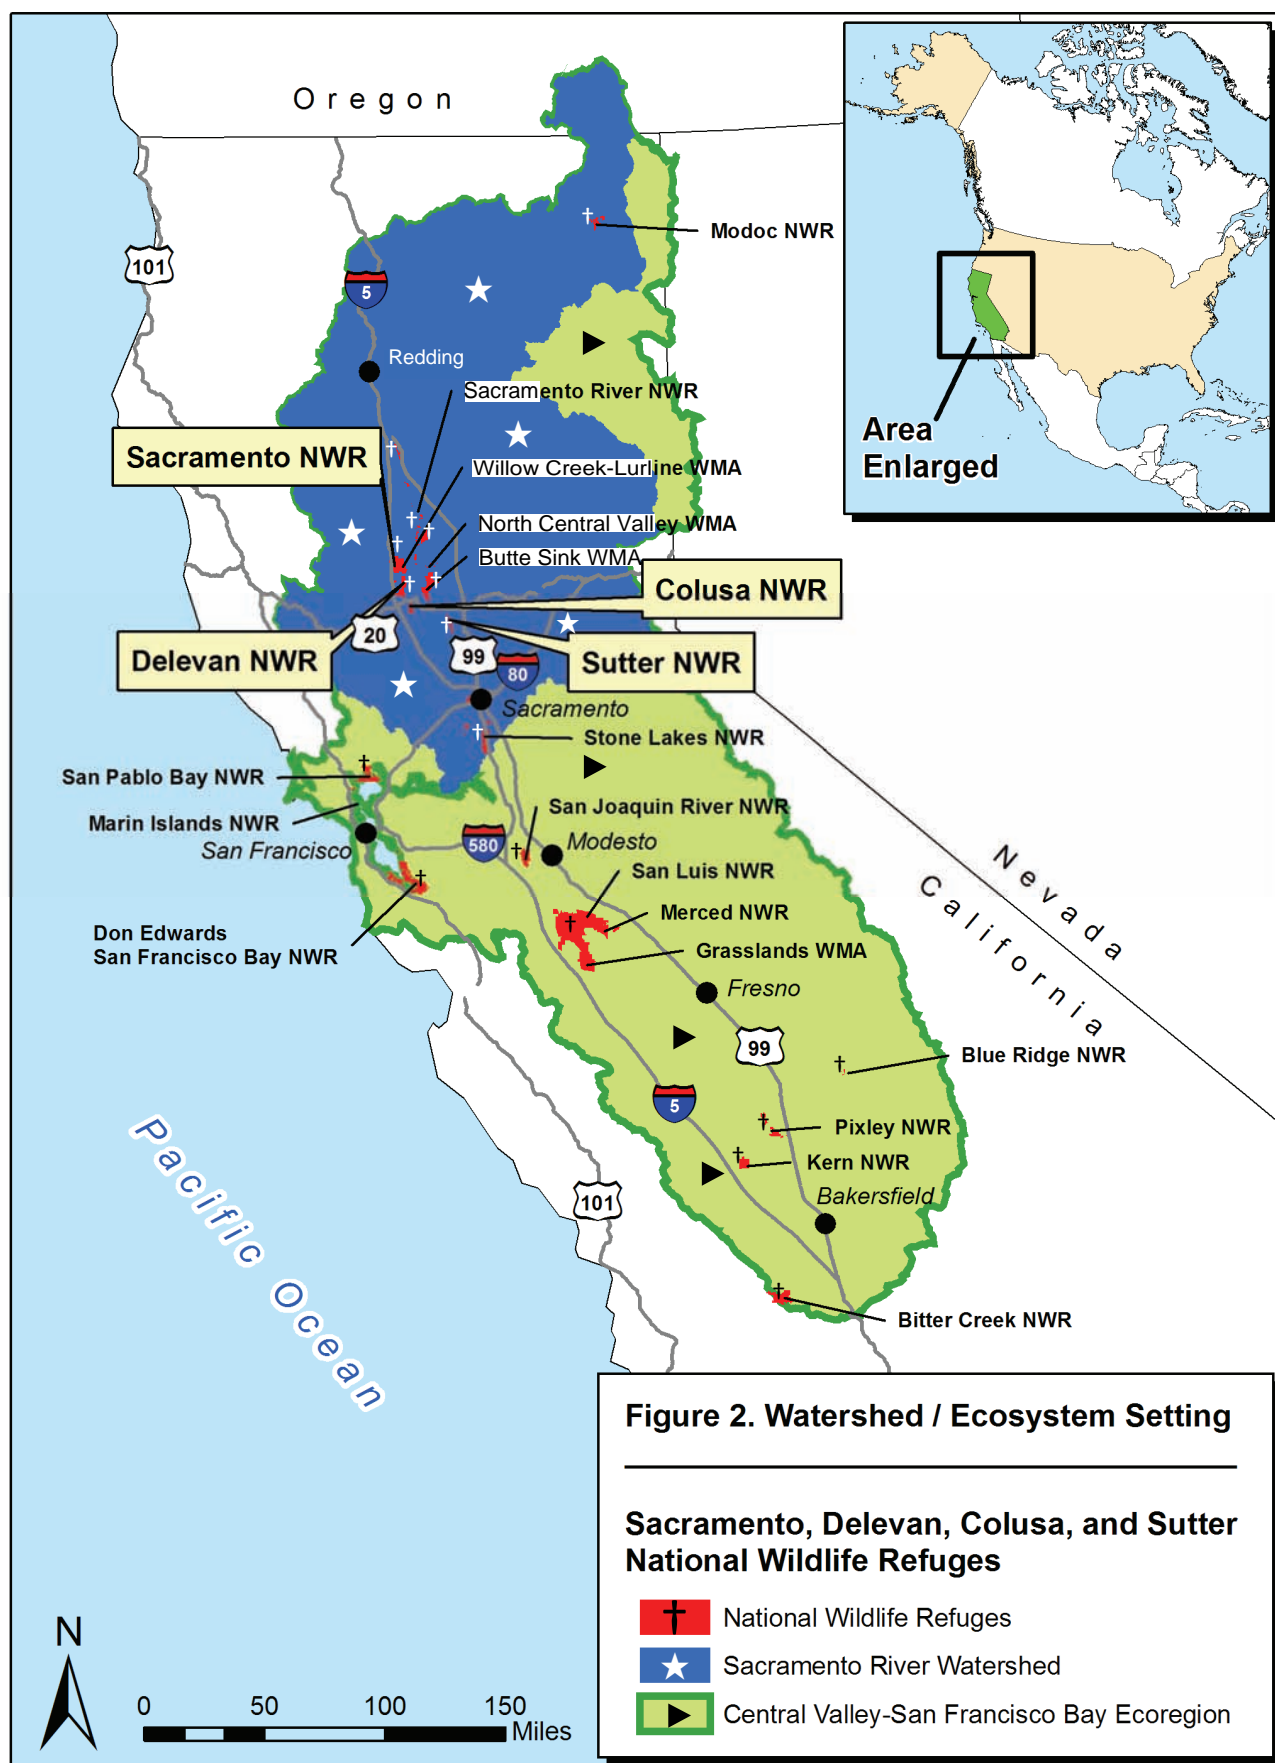 Oregon
101
5
Modoc NWR
Redding
Sacramento River NWR
Sacramento NWR
Willow Creek-Lurline WMA
North Central Valley WMA
Butte Sink WMA
Colusa NWR
20
Delevan NWR
99
80
Sutter NWR
Sacramento
Stone Lakes NWR
San Pablo Bay NWR
Marin Islands NWR
San Francisco
San Joaquin River NWR
580
Modesto
San Luis NWR
Merced NWR
Grasslands WMA
Don Edwards
San Francisco Bay NWR
Nevada
California
Fresno
99
Blue Ridge NWR
5
Pixley NWR
Kern NWR
Bakersfield
101
Bitter Creek NWR
Pacific Ocean
Area
Enlarged
Figure 2. Watershed / Ecosystem Setting
Sacramento, Delevan, Colusa, and Sutter
National Wildlife Refuges
National Wildlife Refuges
Sacramento River Watershed
Central Valley-San Francisco Bay Ecoregion
N
0 50 100 150
Miles